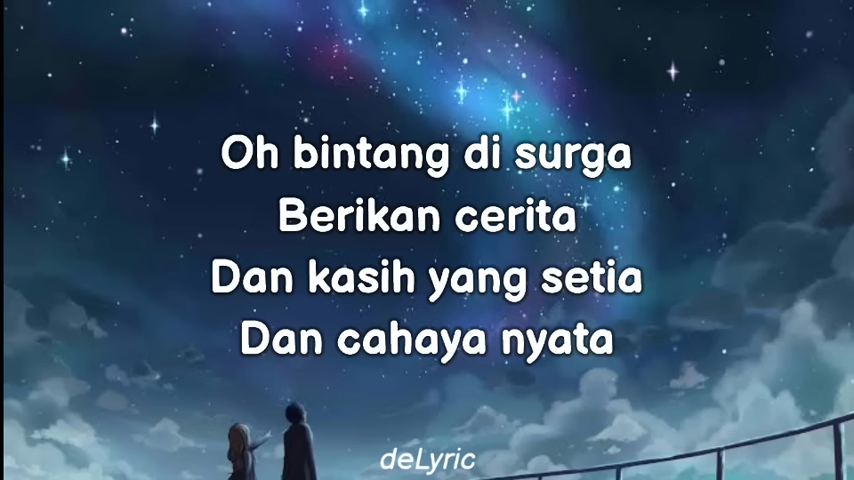 Oh bintang di surga
Berikan cerita
Dan kasih yang setia
Dan cahaya nyata
deLyric